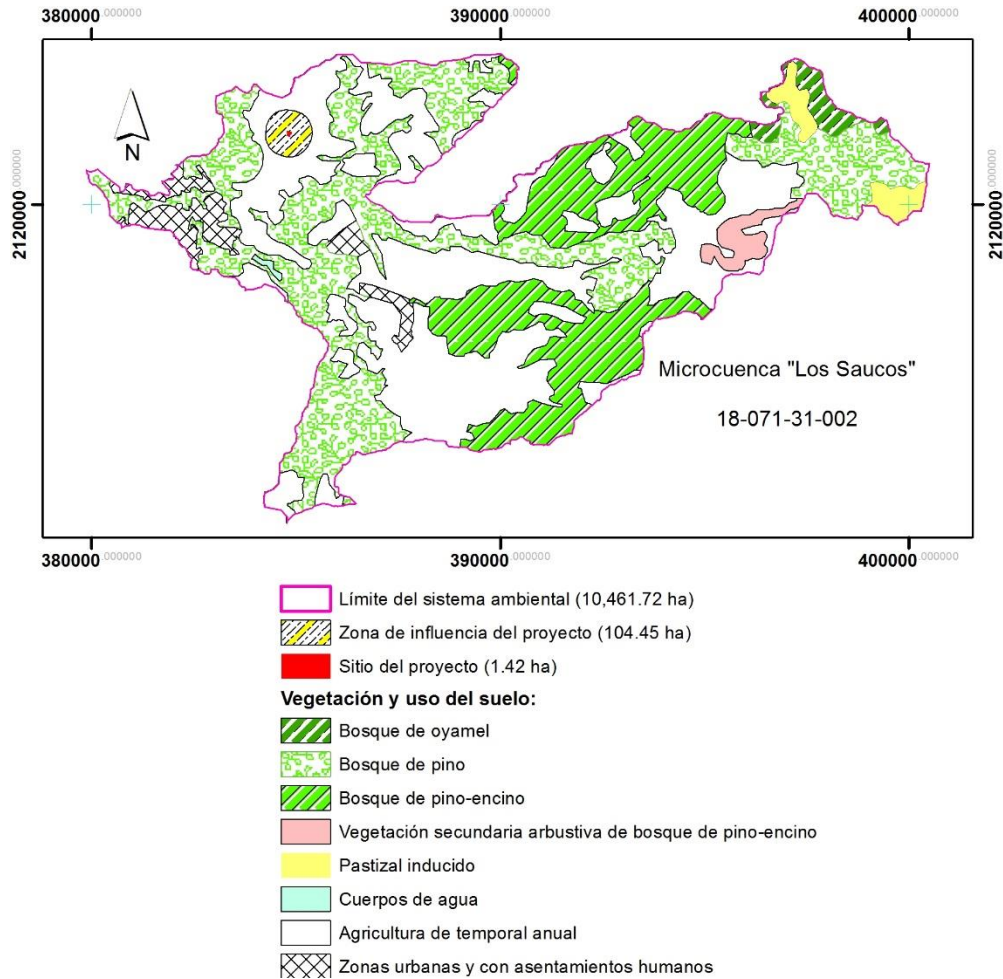 380000.000000 390000.000000 400000.000000
N
2120000.000000 2120000.000000
Microcuenca "Los Saucos"
18-071-31-002
380000.000000 390000.000000 400000.000000
Límite del sistema ambiental (10,461.72 ha)
Zona de influencia del proyecto (104.45 ha)
Sitio del proyecto (1.42 ha)
Vegetación y uso del suelo:
Bosque de oyamel
Bosque de pino
Bosque de pino-encino
Vegetación secundaria arbustiva de bosque de pino-encino
Pastizal inducido
Cuerpos de agua
Agricultura de temporal anual
Zonas urbanas y con asentamientos humanos